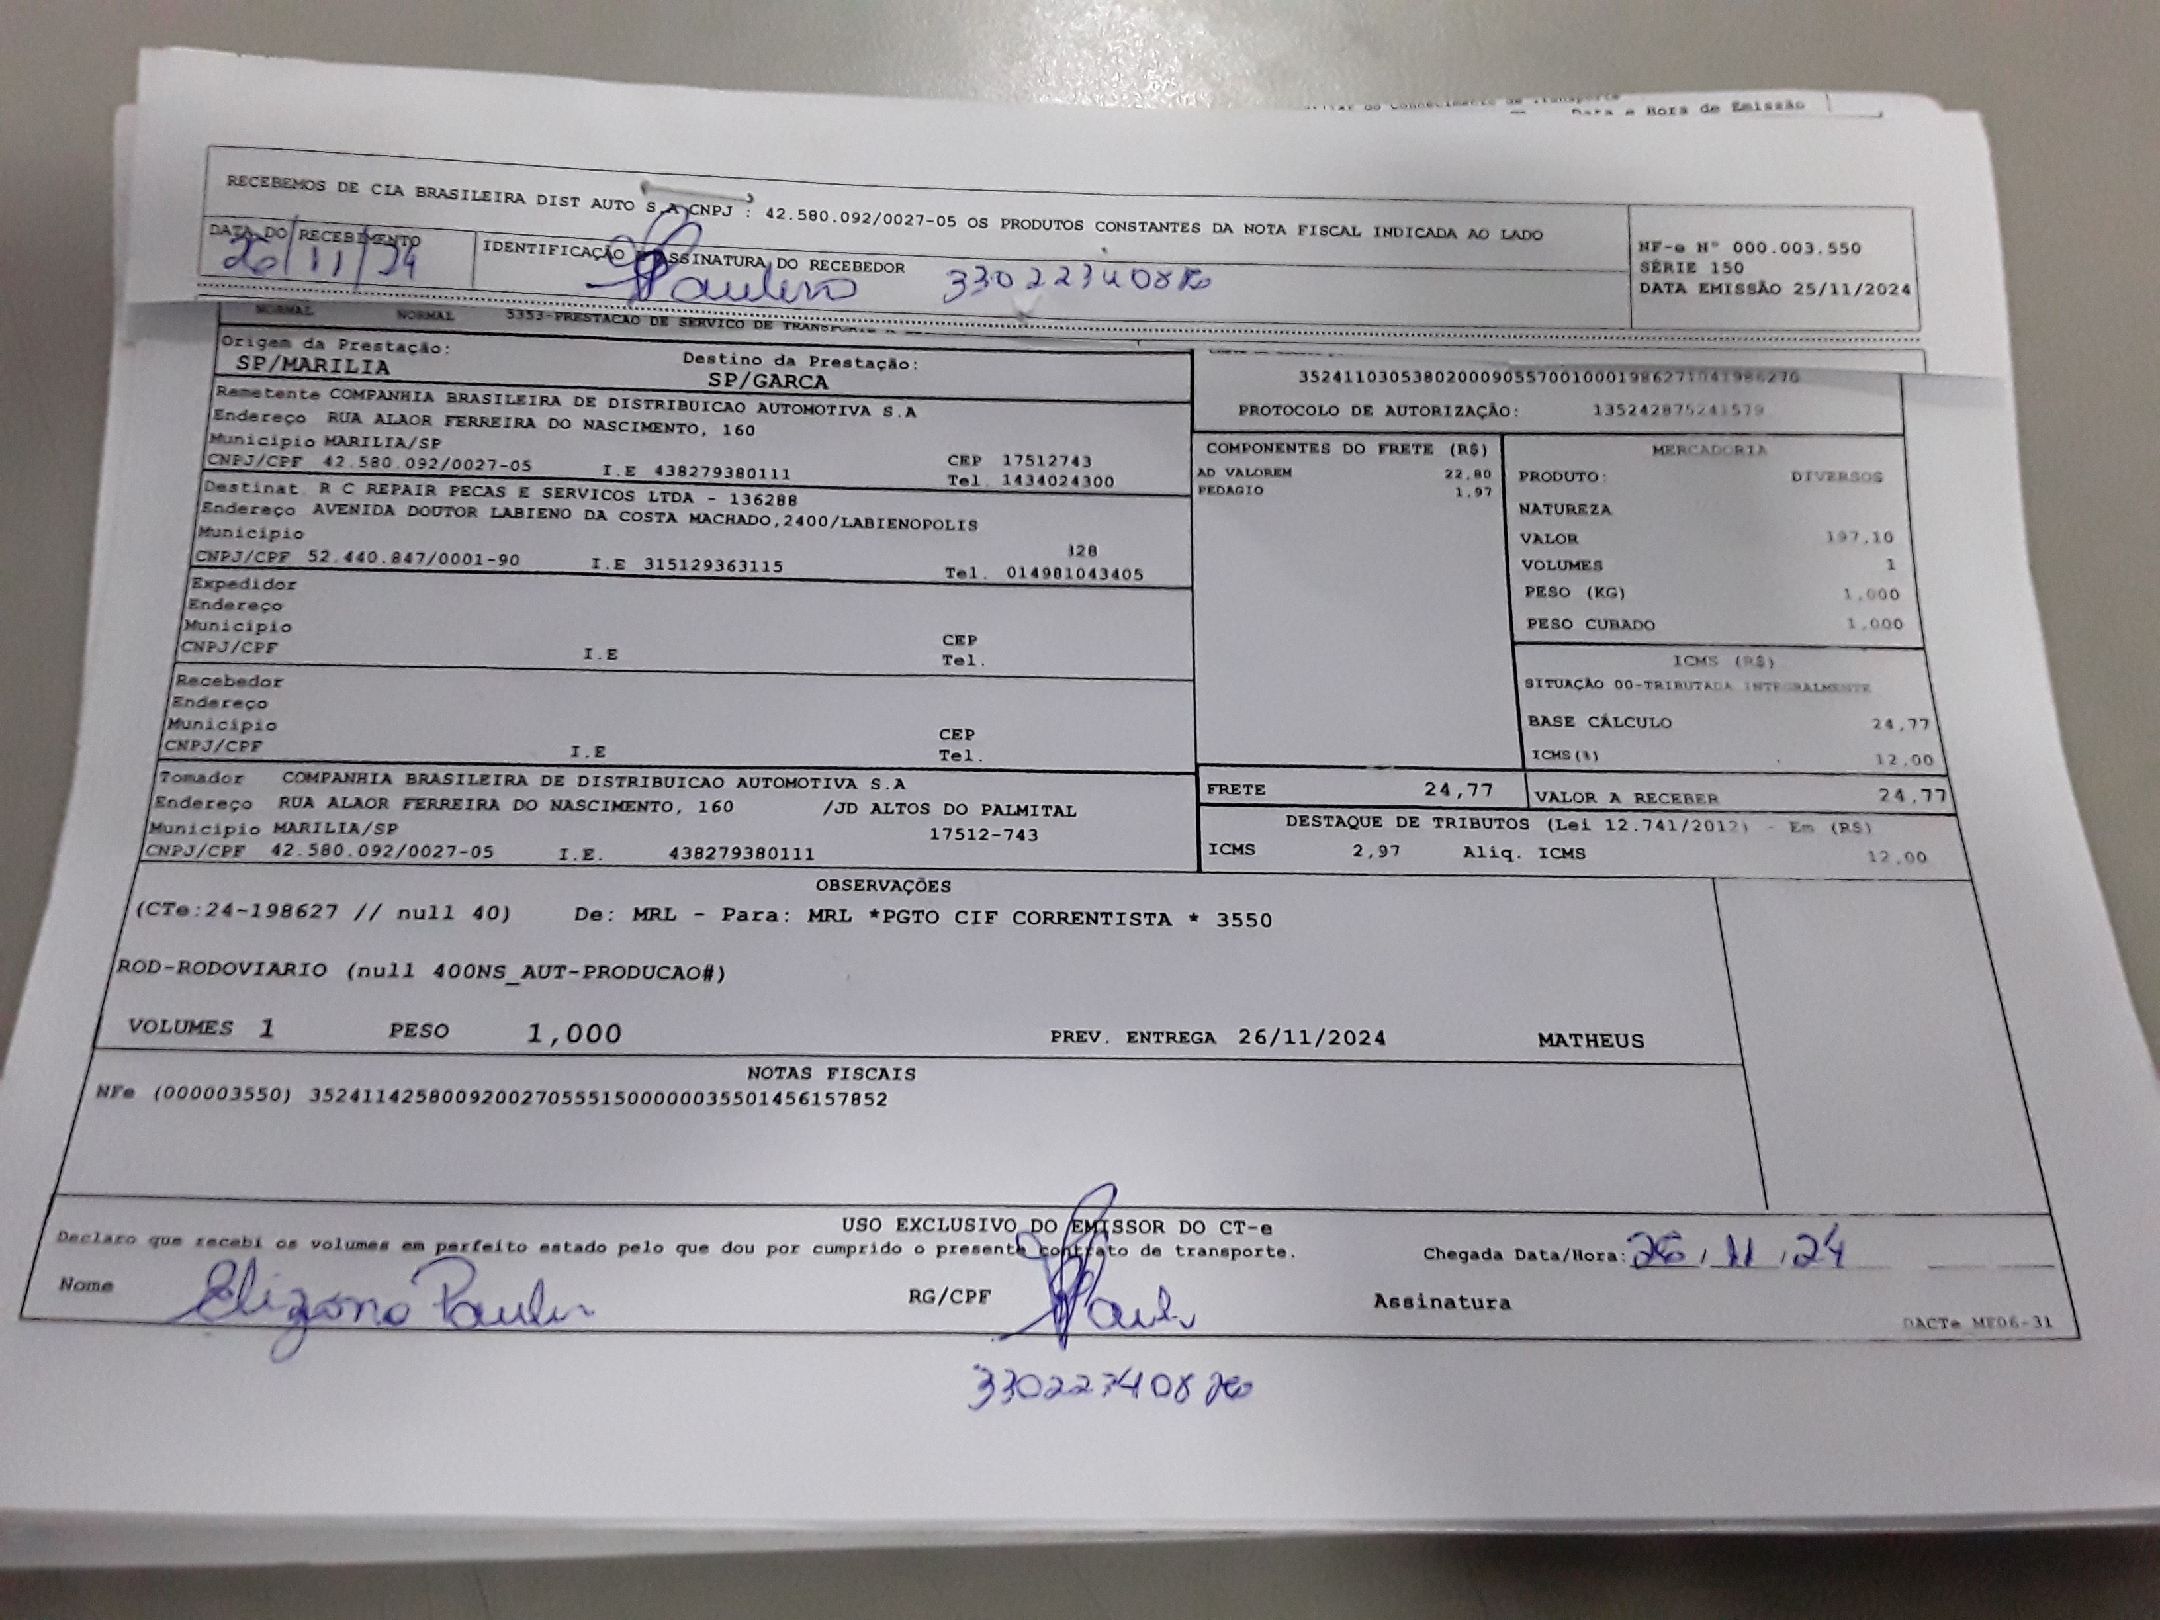 Data e Hora de Emissão
RECEBEMOS DE CIA BRASILEIRA DIST AUTO S.A CNPJ : 42.580.092/0027-05 OS PRODUTOS CONSTANTES DA NOTA FISCAL INDICADA AO LADO
NF-e Nº 000.003.550
SÉRIE 150
DATA EMISSÃO 25/11/2024
DATA DO RECEBIMENTO
26/11/24
IDENTIFICAÇÃO E ASSINATURA DO RECEBEDOR
Paulino
NORMAL NORMAL 5353-PRESTACAO DE SERVICO DE
Origem da Prestação: Destino da Prestação:
SP/MARILIA SP/GARCA
35241103053802000905570010001986271041986270
PROTOCOLO DE AUTORIZAÇÃO: 135242875241579
Remetente COMPANHIA BRASILEIRA DE DISTRIBUICAO AUTOMOTIVA S.A
Endereço RUA ALAOR FERREIRA DO NASCIMENTO, 160
Municipio MARILIA/SP CEP 17512743
CNPJ/CPF 42.580.092/0027-05 I.E 438279380111 Tel. 1434024300
Destinat. R C REPAIR PECAS E SERVICOS LTDA - 136288
Endereço AVENIDA DOUTOR LABIENO DA COSTA MACHADO,2400/LABIENOPOLIS
Municipio 128
CNPJ/CPF 52.440.847/0001-90 I.E 315129363115 Tel. 014981043405
Expedidor
Endereço
Municipio CEP
CNPJ/CPF I.E Tel.
Recebedor
Endereço
Municipio CEP
CNPJ/CPF I.E Tel.
Tomador COMPANHIA BRASILEIRA DE DISTRIBUICAO AUTOMOTIVA S.A
Endereço RUA ALAOR FERREIRA DO NASCIMENTO, 160 /JD ALTOS DO PALMITAL
Municipio MARILIA/SP 17512-743
CNPJ/CPF 42.580.092/0027-05 I.E. 438279380111
COMPONENTES DO FRETE (R$)
AD VALOREM 22,80
PEDAGIO 1,97
MERCADORIA
PRODUTO: DIVERSOS
NATUREZA
VALOR 197,10
VOLUMES 1
PESO (KG) 1,000
PESO CUBADO 1,000
ICMS (R$)
SITUAÇÃO 00-TRIBUTADA INTEGRALMENTE
BASE CÁLCULO 24,77
ICMS(%) 12,00
FRETE 24,77 VALOR A RECEBER 24,77
DESTAQUE DE TRIBUTOS (Lei 12.741/2012) - Em (R$)
ICMS 2,97 Aliq. ICMS 12,00
OBSERVAÇÕES
(CTe:24-198627 // null 40) De: MRL - Para: MRL *PGTO CIF CORRENTISTA * 3550
ROD-RODOVIARIO (null 400NS_AUT-PRODUCAO#)
VOLUMES 1 PESO 1,000 PREV. ENTREGA 26/11/2024 MATHEUS
NOTAS FISCAIS
NFe (000003550) 35241142580092002705551500000035501456157852
USO EXCLUSIVO DO EMISSOR DO CT-e
Declaro que recebi os volumes em perfeito estado pelo que dou por cumprido o presente contrato de transporte. Chegada Data/Hora: 26/11/24
Nome RG/CPF Assinatura
DACTe MF06-31